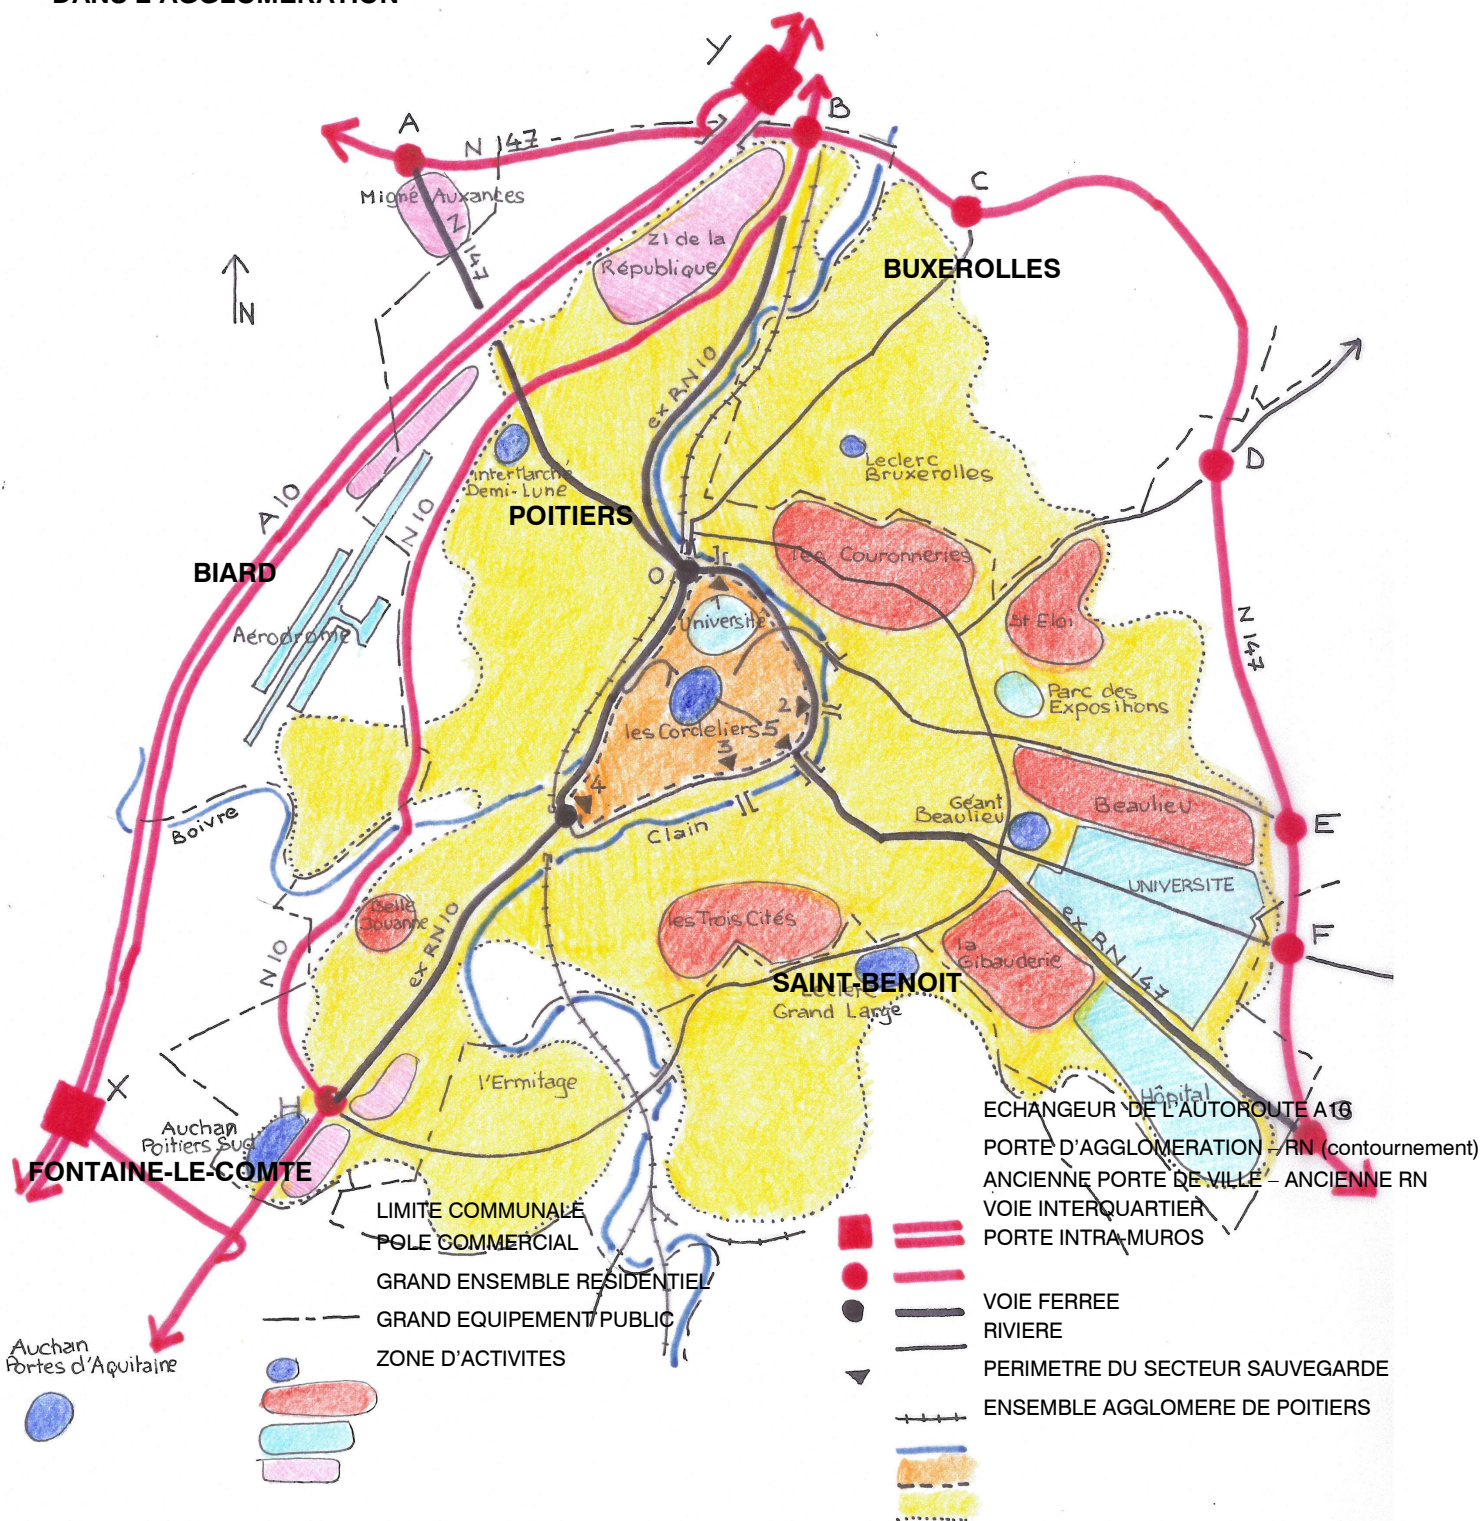 DANS L'AGGLOMERATION
Y
B
A
N 147
C
Migné Auxances
N 147
ZI de la
République
BUXEROLLES
N
ex RN 10
D
InterMarché
Demi-Lune
Leclerc
Bruxerolles
POITIERS
A 10
N 10
les Couronneries
BIARD
O
1
Université
St Eloi
Aérodrome
N 147
Parc des
Expositions
2
les Cordeliers
5
3
4
Géant
Beaulieu
Beaulieu
E
Boivre
Clain
UNIVERSITE
Belle
Jouanne
les Trois Cités
ex RN 10
ex RN 147
F
la
Gibauderie
N 10
SAINT-BENOIT
Leclerc
Grand Large
X
l'Ermitage
H
Hôpital
G
Auchan
Poitiers Sud
FONTAINE-LE-COMTE
ECHANGEUR DE L'AUTOROUTE A10
PORTE D'AGGLOMERATION – RN (contournement)
ANCIENNE PORTE DE VILLE – ANCIENNE RN
VOIE INTERQUARTIER
PORTE INTRA-MUROS
VOIE FERREE
RIVIERE
PERIMETRE DU SECTEUR SAUVEGARDE
ENSEMBLE AGGLOMERE DE POITIERS
LIMITE COMMUNALE
POLE COMMERCIAL
GRAND ENSEMBLE RESIDENTIEL
GRAND EQUIPEMENT PUBLIC
ZONE D'ACTIVITES
Auchan
Portes d'Aquitaine